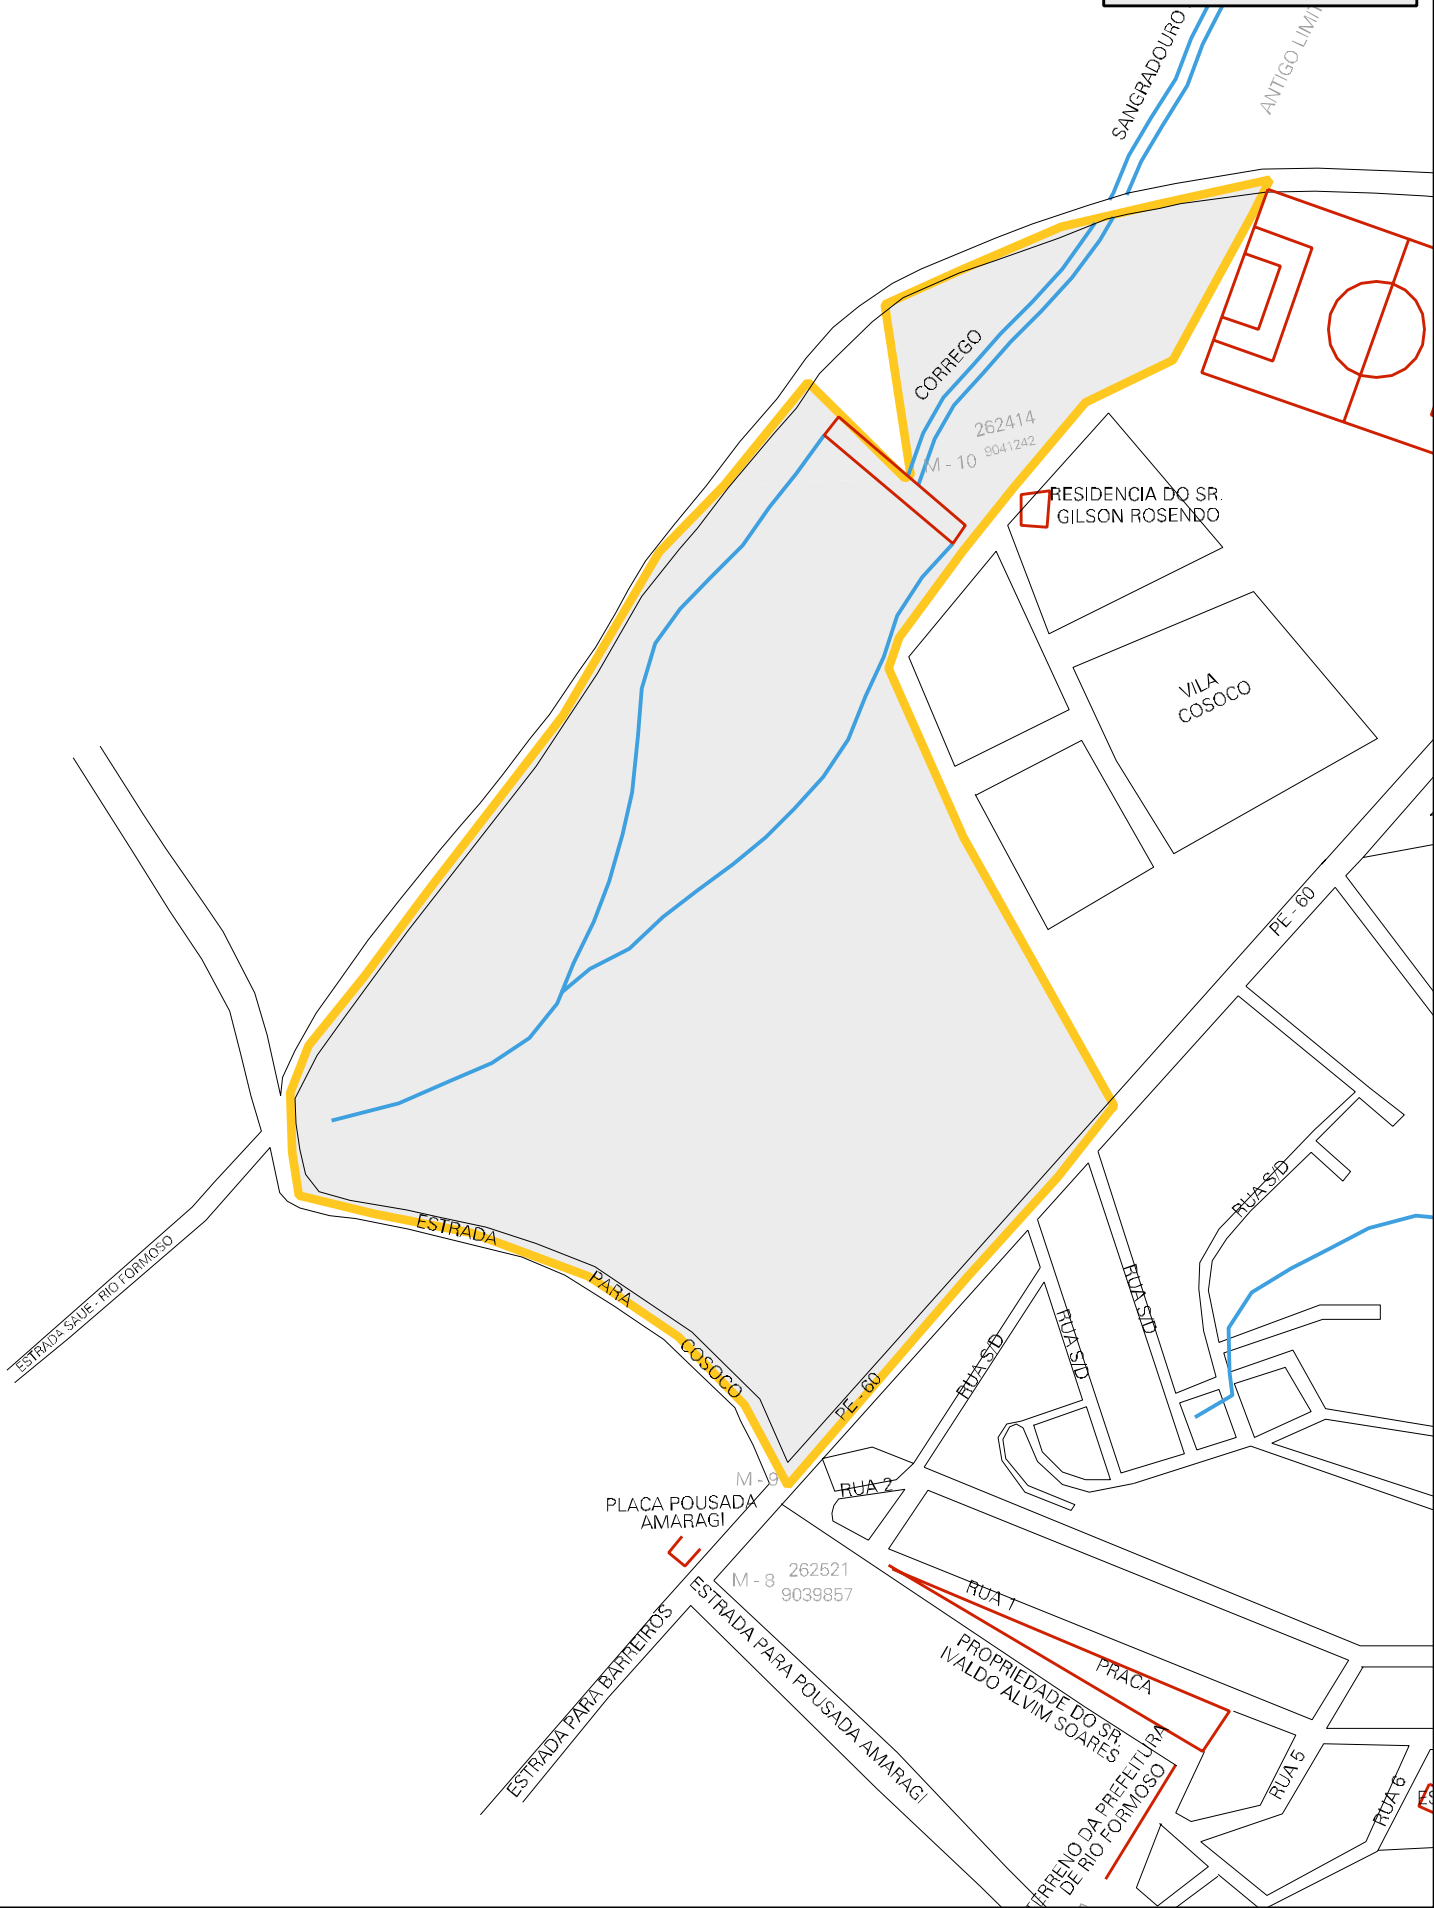 SANGRADOURO
ANTIGO
CORREGO
262414
9041242
M - 10
RESIDENCIA DO SR.
GILSON ROSENDO
VILA
COSOCO
PE - 60
RUA S/D
ESTRADA
PARA
COSOCO
ESTRADA SAUE - RIO FORMOSO
RUA S/D
RUA S/D
RUA S/D
PE - 60
M - 9
RUA 2
PLACA POUSADA
AMARAGI
M - 8
262521
9039857
RUA 1
PRACA
PROPRIEDADE DO SR.
IVALDO ALVIM SOARES
ESTRADA PARA BARREIROS
ESTRADA PARA POUSADA AMARAGI
TERRENO DA PREFEITURA
DE RIO FORMOSO
RUA 5
RUA 6